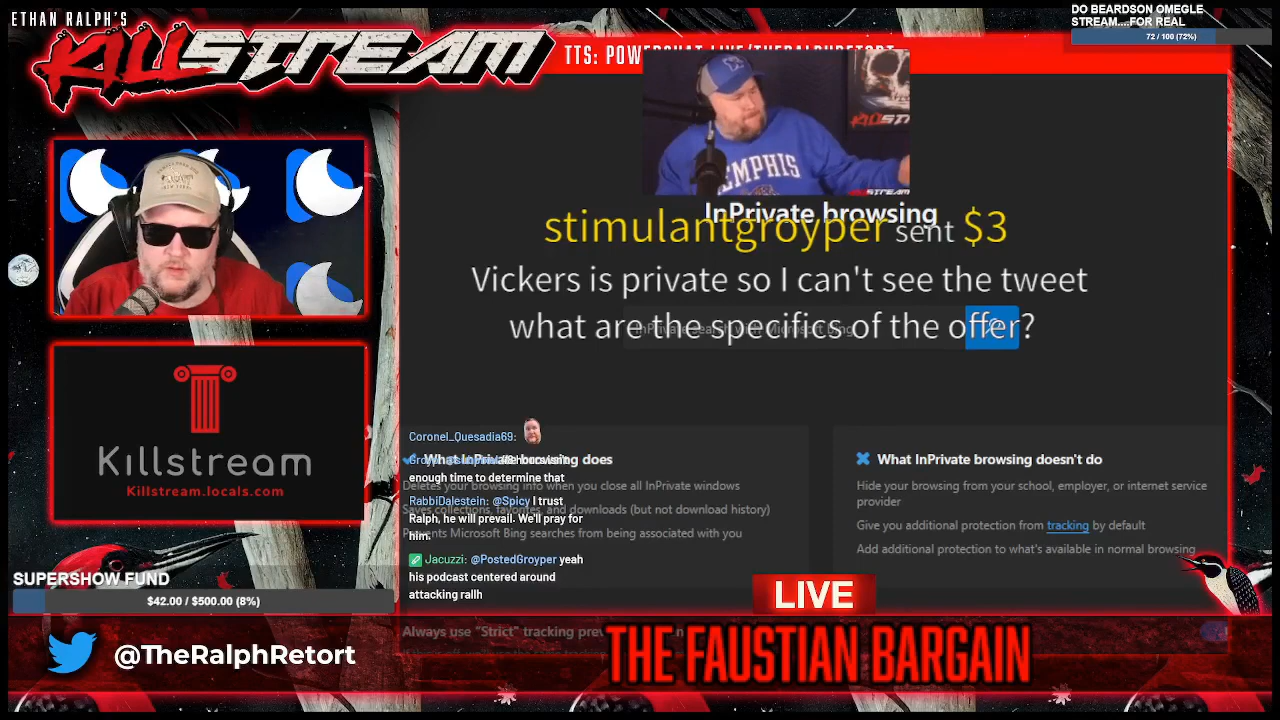 ETHAN RALPH'S
KILLSTREAM
TTS: POW
DO BEARDSON OMEGLE
STREAM....FOR REAL
72 / 100 (72%)
MEMPHIS
InPrivate browsing
stimulantgroyper sent $3
Vickers is private so I can't see the tweet
what are the specifics of the offer?
Killstream
Killstream.locals.com
Coronel_Quesadia69:
What InPrivate browsing does
enough time to determine that
Deletes your browsing info when you close all InPrivate windows
RabbiDalestein: @Spicy I trust
Saves collections, favorites, and downloads (but not download history)
Ralph, he will prevail. We'll pray for
him.
Prevents Microsoft Bing searches from being associated with you
Jacuzzi: @PostedGroyper yeah
his podcast centered around
attacking rallh
What InPrivate browsing doesn't do
Hide your browsing from your school, employer, or internet service
provider
Give you additional protection from tracking by default
Add additional protection to what's available in normal browsing
SUPERSHOW FUND
$42.00 / $500.00 (8%)
LIVE
Always use "Strict" tracking
@TheRalphRetort
THE FAUSTIAN BARGAIN